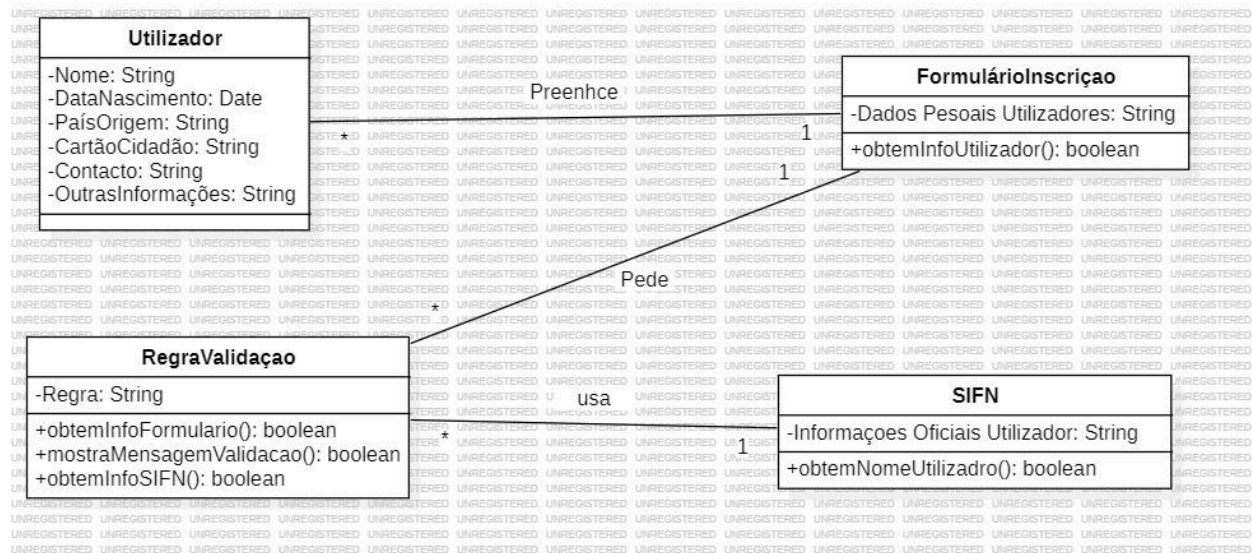 Utilizador
-Nome: String
-DataNascimento: Date
-PaísOrigem: String
-CartãoCidadão: String
-Contacto: String
-OutrasInformações: String
Preenhce
*
1
FormulárioInscriçao
-Dados Pesoais Utilizadores: String
+obtemInfoUtilizador(): boolean
1
Pede
*
RegraValidaçao
-Regra: String
+obtemInfoFormulario(): boolean
+mostraMensagemValidacao(): boolean
+obtemInfoSIFN(): boolean
usa
*
1
SIFN
-Informaçoes Oficiais Utilizador: String
+obtemNomeUtilizadro(): boolean
UNREGISTERED